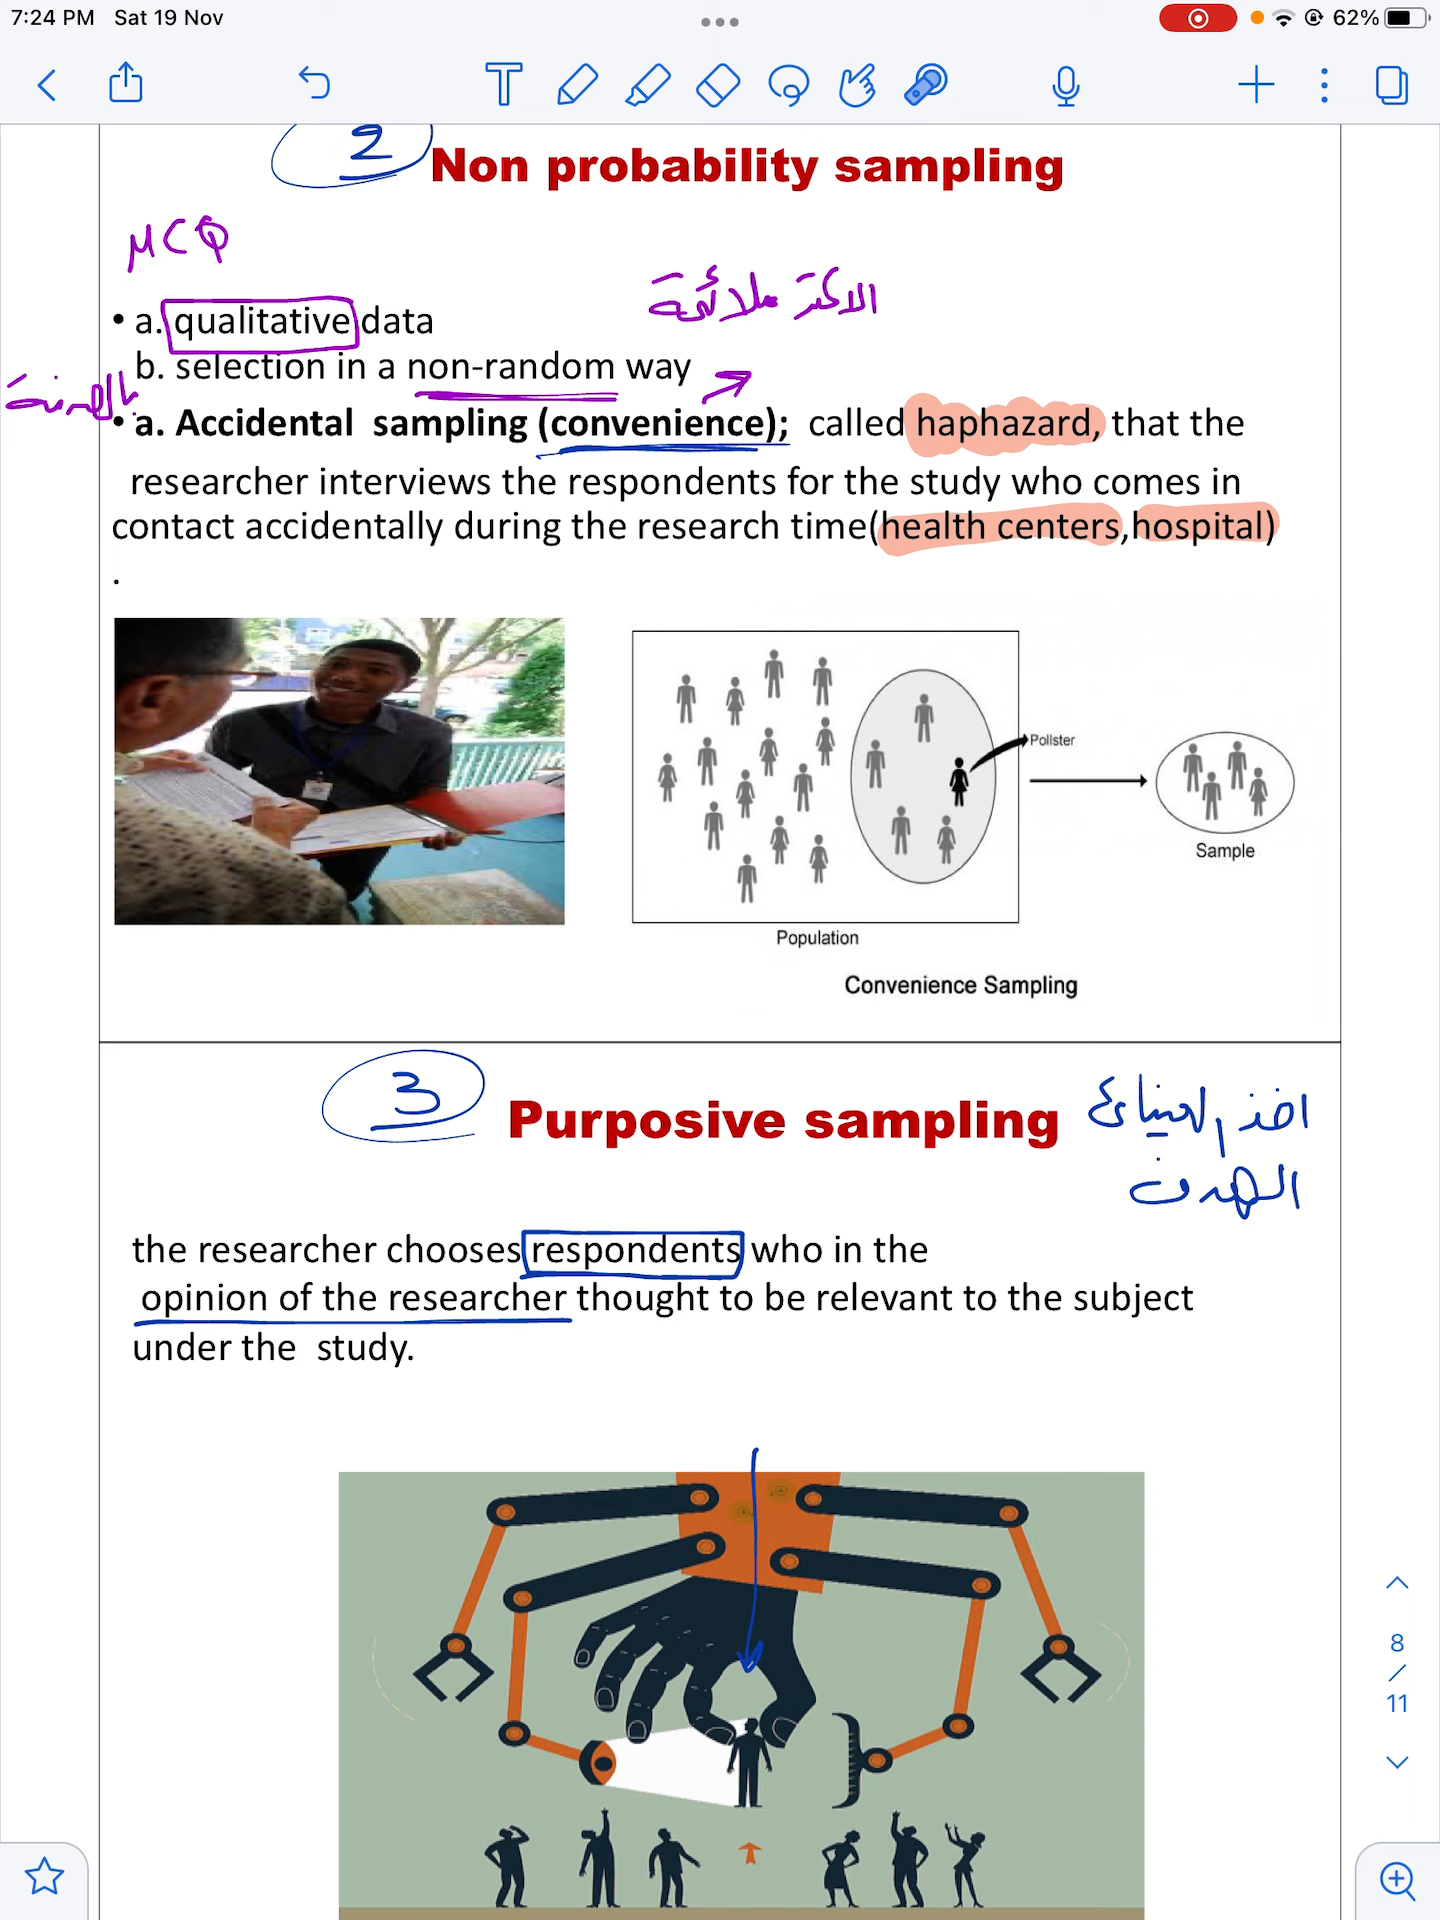 7:24 PM Sat 19 Nov
62%
2
Non probability sampling
MCQ
الاكثر ملائمة
• a. qualitative data
b. selection in a non-random way
• a. Accidental  sampling (convenience);  called haphazard, that the
researcher interviews the respondents for the study who comes in
contact accidentally during the research time(health centers,hospital)
.
Pollster
Sample
Population
Convenience Sampling
3
Purposive sampling
الهدف
the researcher chooses respondents who in the
opinion of the researcher thought to be relevant to the subject
under the  study.
8
/
11